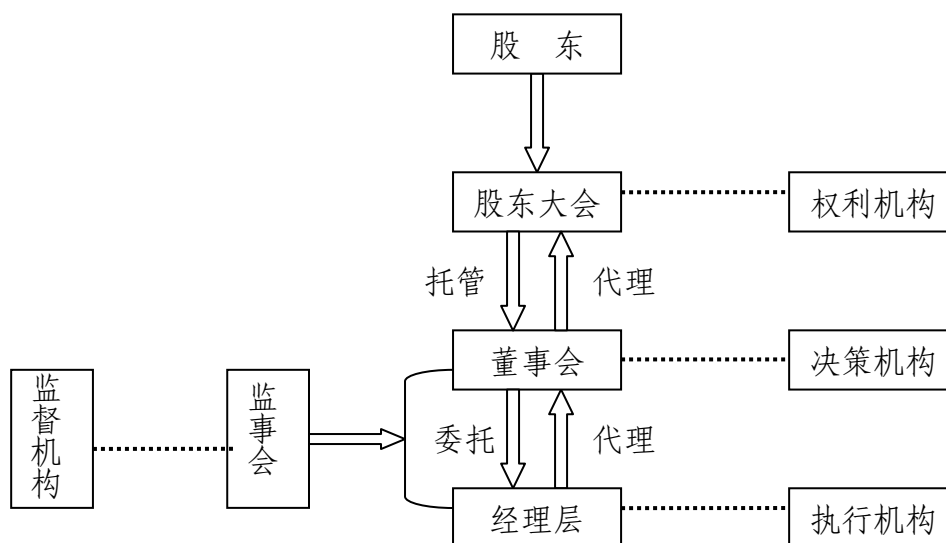 股　东
股东大会
权利机构
托管
代理
董事会
决策机构
监督机构
监事会
委托
代理
经理层
执行机构